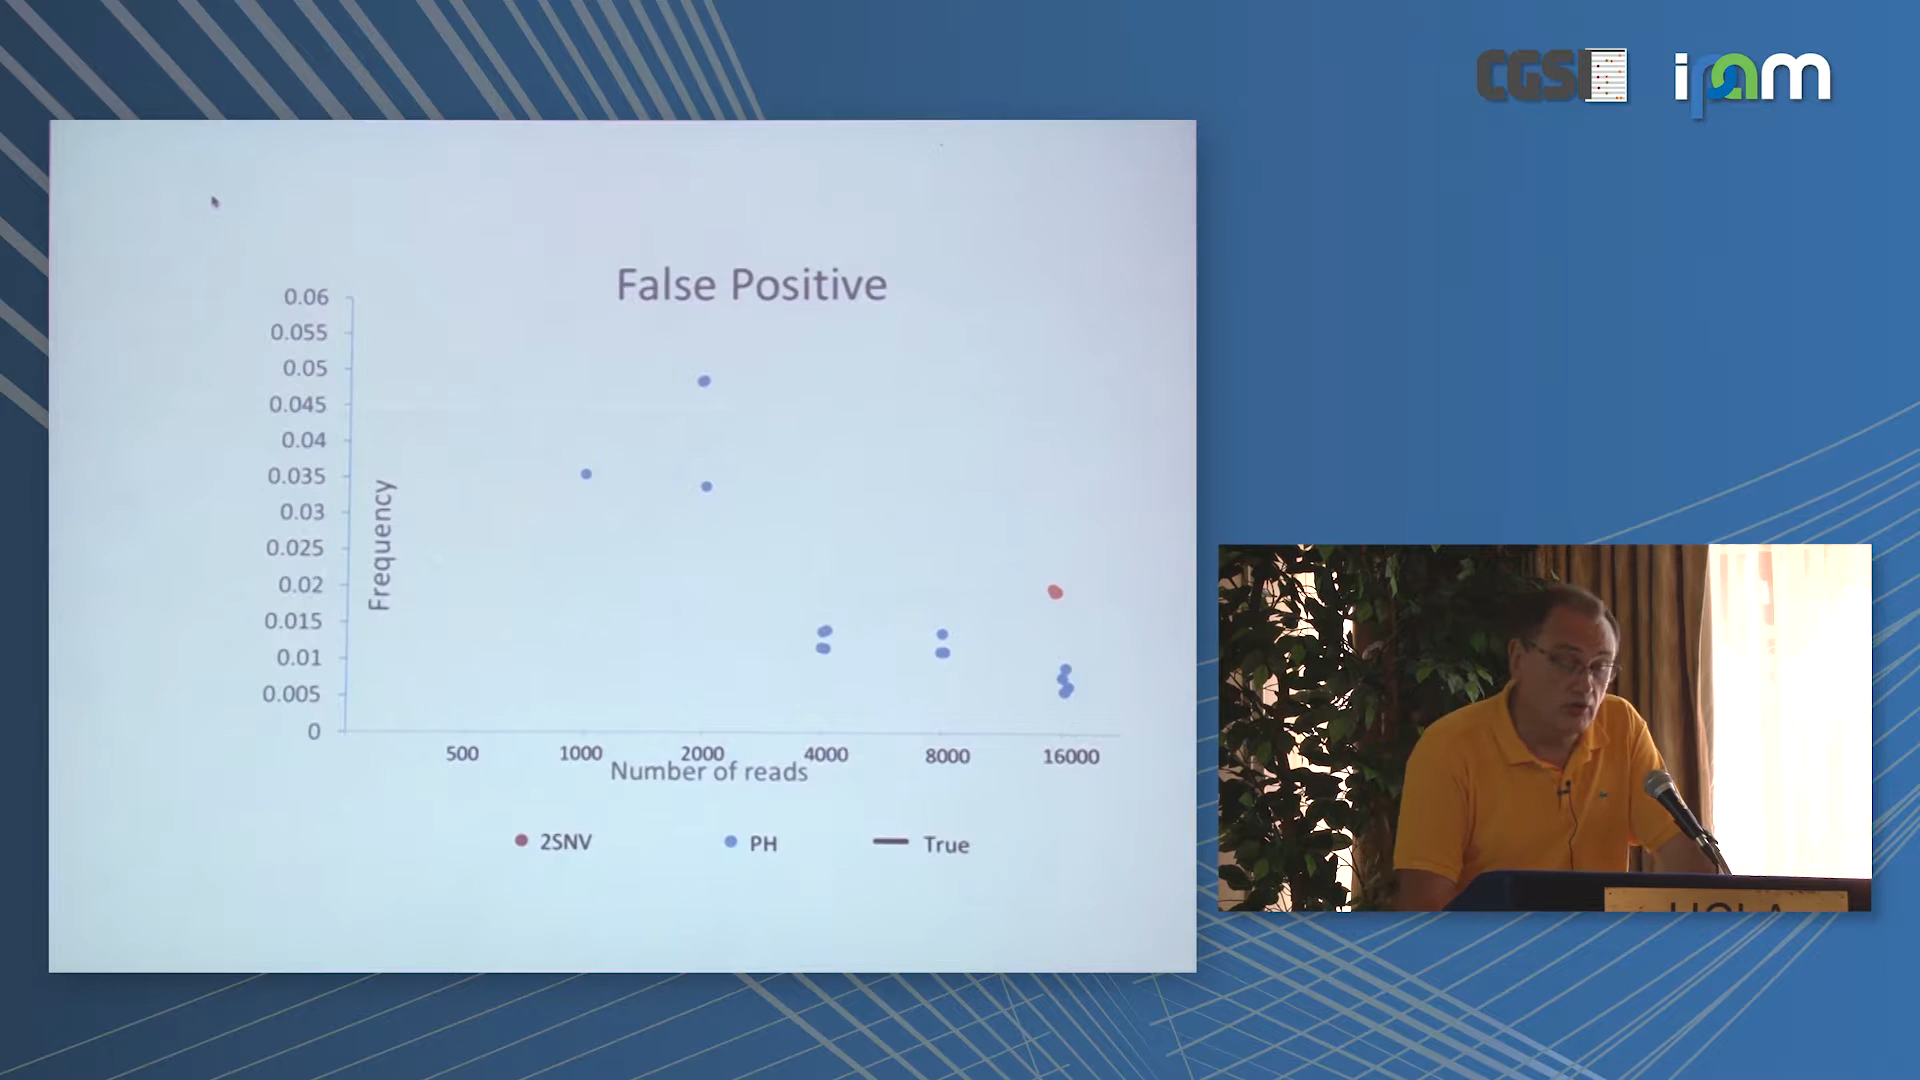 CGSI
ipam
False Positive
0.06
0.055
0.05
0.045
0.04
0.035
0.03
0.025
0.02
0.015
0.01
0.005
0
Frequency
500 1000 2000 4000 8000 16000
Number of reads
2SNV PH True
UCLA